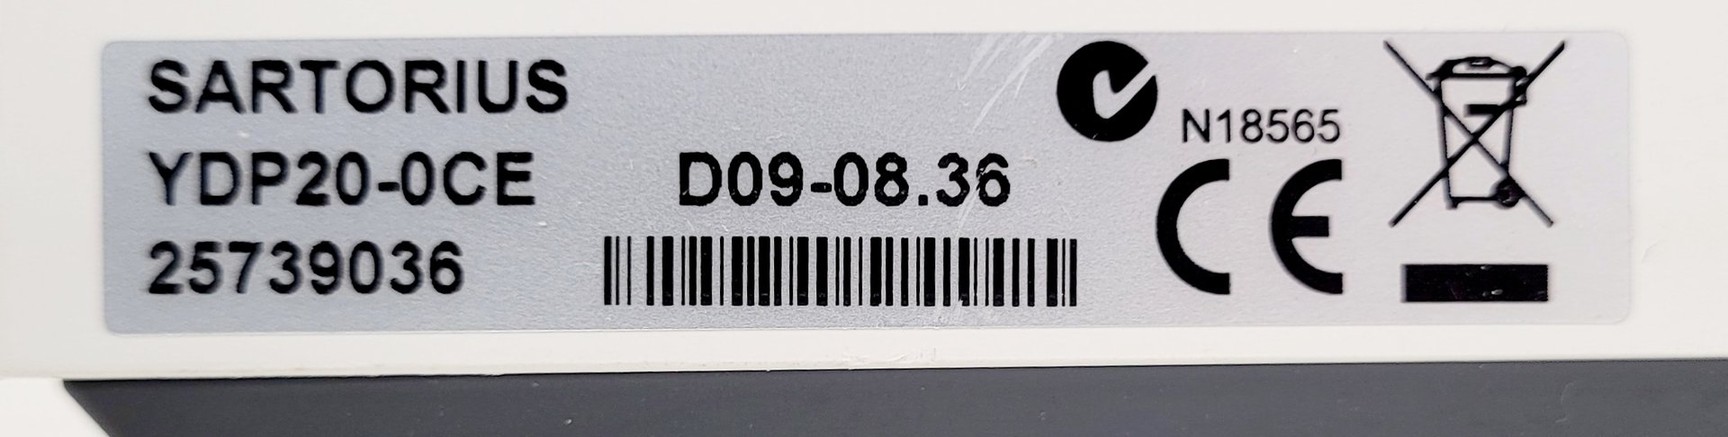 SARTORIUS
YDP20-0CE
25739036
D09-08.36
N18565
CE